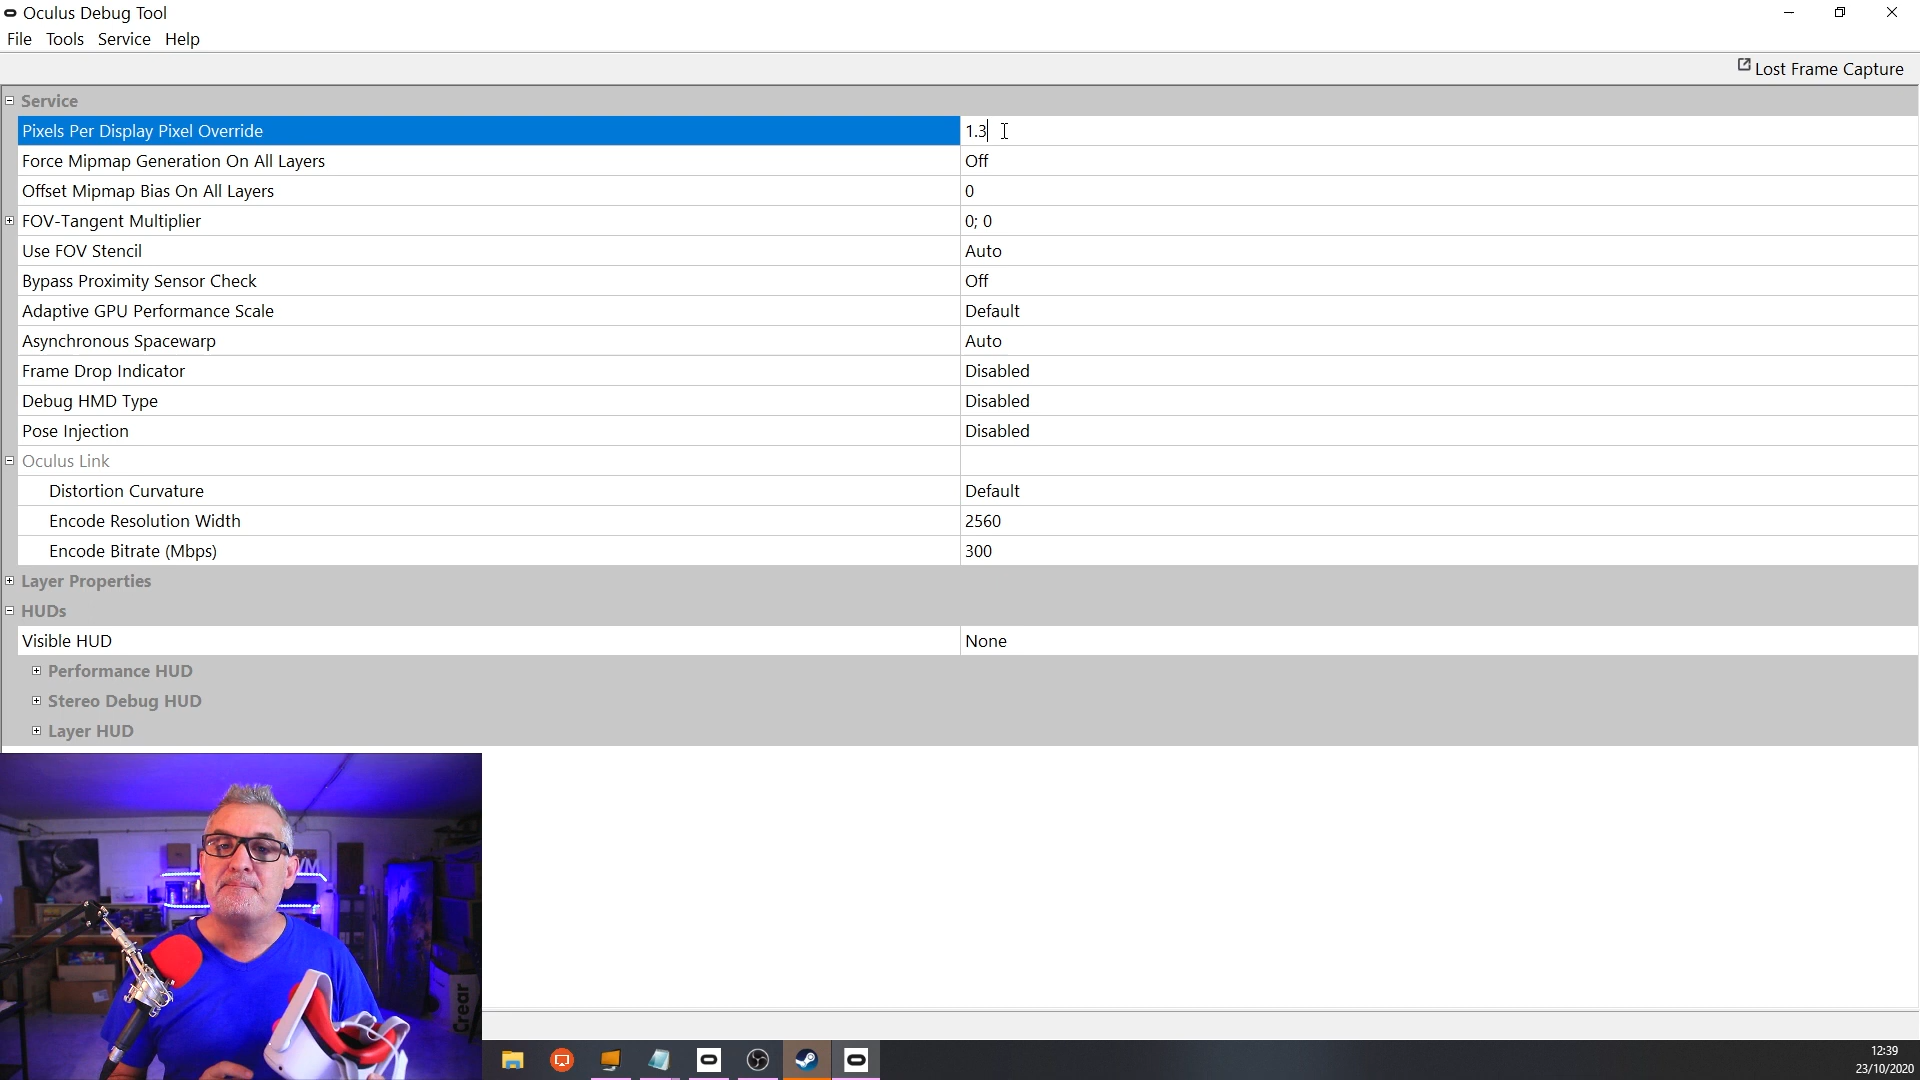 Oculus Debug Tool
File Tools Service Help
Lost Frame Capture
Service
Pixels Per Display Pixel Override 1.3
Force Mipmap Generation On All Layers Off
Offset Mipmap Bias On All Layers 0
FOV-Tangent Multiplier 0; 0
Use FOV Stencil Auto
Bypass Proximity Sensor Check Off
Adaptive GPU Performance Scale Default
Asynchronous Spacewarp Auto
Frame Drop Indicator Disabled
Debug HMD Type Disabled
Pose Injection Disabled
Oculus Link
Distortion Curvature Default
Encode Resolution Width 2560
Encode Bitrate (Mbps) 300
Layer Properties
HUDs
Visible HUD None
Performance HUD
Stereo Debug HUD
Layer HUD
Crear
12:39
23/10/2020